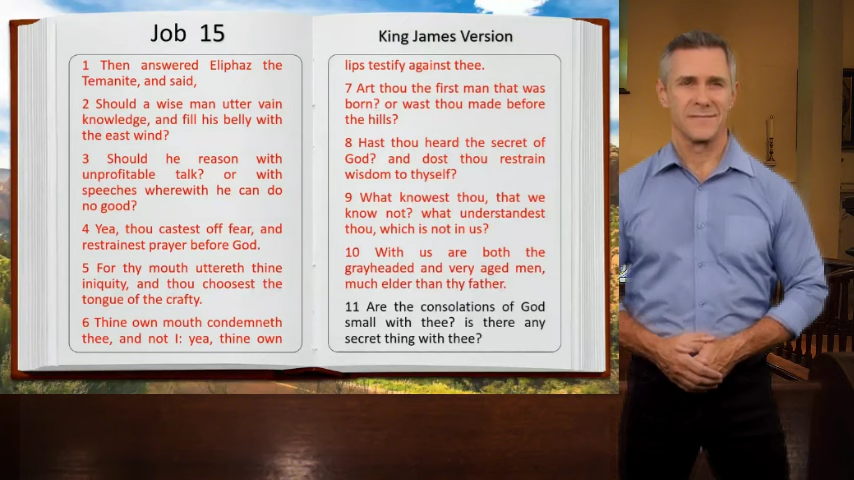 Job 15
1 Then answered Eliphaz the
Temanite, and said,
2 Should a wise man utter vain
knowledge, and fill his belly with
the east wind?
3 Should he reason with
unprofitable talk? or with
speeches wherewith he can do
no good?
4 Yea, thou castest off fear, and
restrainest prayer before God.
5 For thy mouth uttereth thine
iniquity, and thou choosest the
tongue of the crafty.
6 Thine own mouth condemneth
thee, and not I: yea, thine own
King James Version
lips testify against thee.
7 Art thou the first man that was
born? or wast thou made before
the hills?
8 Hast thou heard the secret of
God? and dost thou restrain
wisdom to thyself?
9 What knowest thou, that we
know not? what understandest
thou, which is not in us?
10 With us are both the
grayheaded and very aged men,
much elder than thy father.
11 Are the consolations of God
small with thee? is there any
secret thing with thee?